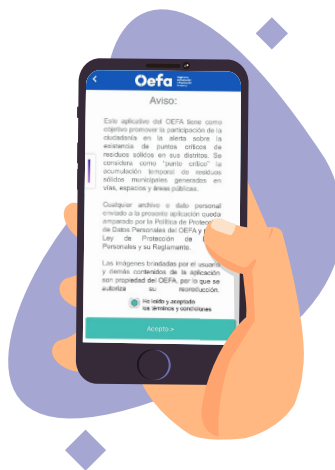 Oefa
Aviso:
Este aplicativo del OEFA tiene como
objetivo promover la participación de la
ciudadanía en la alerta sobre la
existencia de puntos críticos de
residuos sólidos en sus distritos. Se
considera como "punto crítico" la
acumulación temporal de residuos
sólidos municipales generados en
vías, espacios y áreas públicas.
Cualquier archivo o dato personal
enviado a la presente aplicación queda
amparado por la Política de Protecc
de Datos Personales del OEFA y
Ley de Protección de
Personales y su Reglamento.
Las imágenes brindadas por el usuario
y demás contenidos de la aplicación
son propiedad del OEFA, por lo que se
autoriza su reproducción.
He leído y aceptado
los términos y condiciones
Acepto >